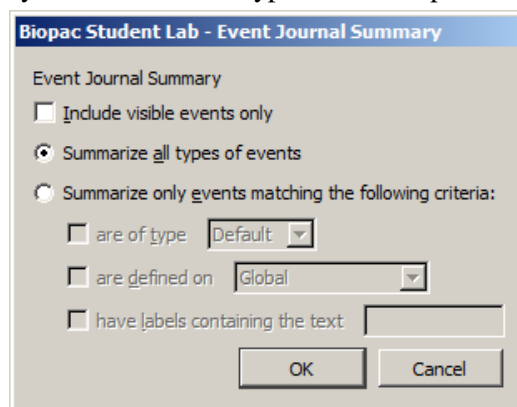 Biopac Student Lab - Event Journal Summary
Event Journal Summary
Include visible events only
Summarize all types of events
Summarize only events matching the following criteria:
are of type Default
are defined on Global
have labels containing the text
OK Cancel